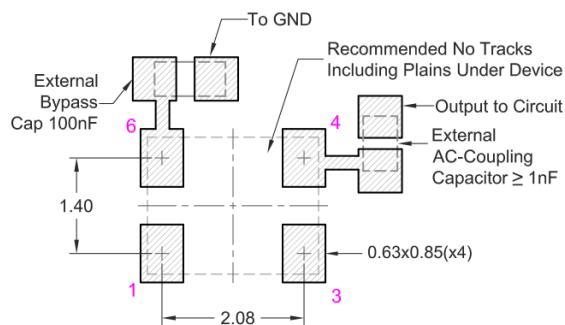 To GND
External
Bypass
Cap 100nF
Recommended No Tracks
Including Plains Under Device
6
4
Output to Circuit
External
AC-Coupling
Capacitor ≥ 1nF
1.40
0.63x0.85(x4)
1
3
2.08